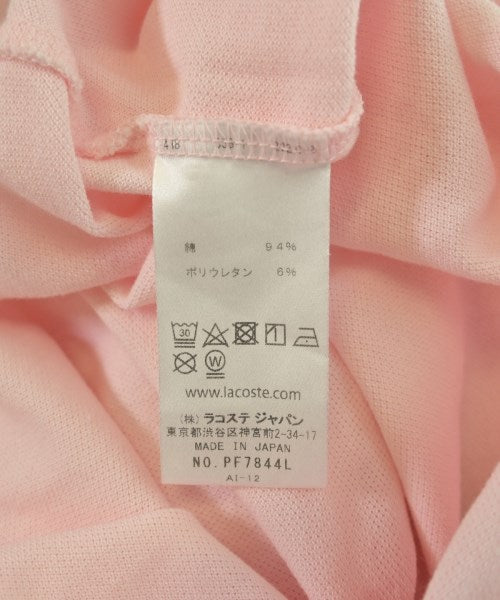 418
綿 94%
ポリウレタン 6%
30
W
www.lacoste.com
(株) ラコステ ジャパン
東京都渋谷区神宮前2-34-17
MADE IN JAPAN
NO. PF7844L
AI-12